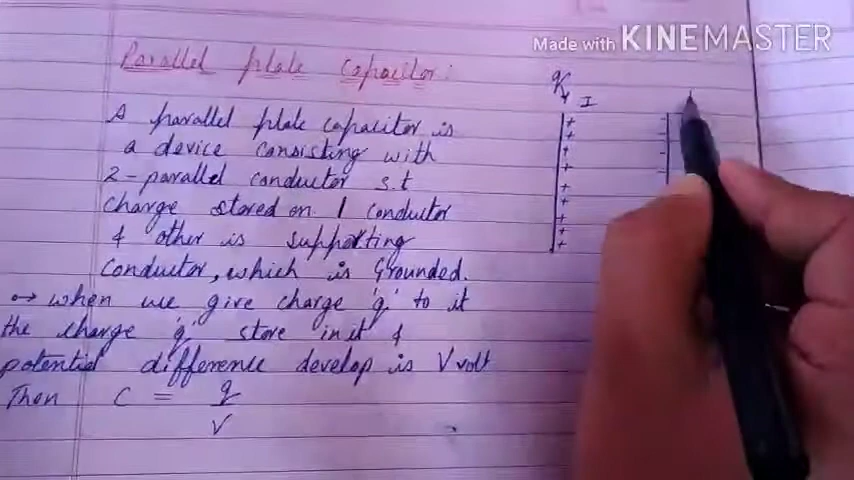 Made with KINEMASTER
Parallel plate Capacitor :
A parallel plate capacitor is
a device consisting with
2-parallel conductor s.t
charge stored on 1 conductor
& other is supporting
Conductor, which is Grounded.
→ when we give charge 'q' to it
the charge 'q' store in it &
potential difference develop is V volt
Then C = q
V
I
+
+
+
+
+
+
+
+